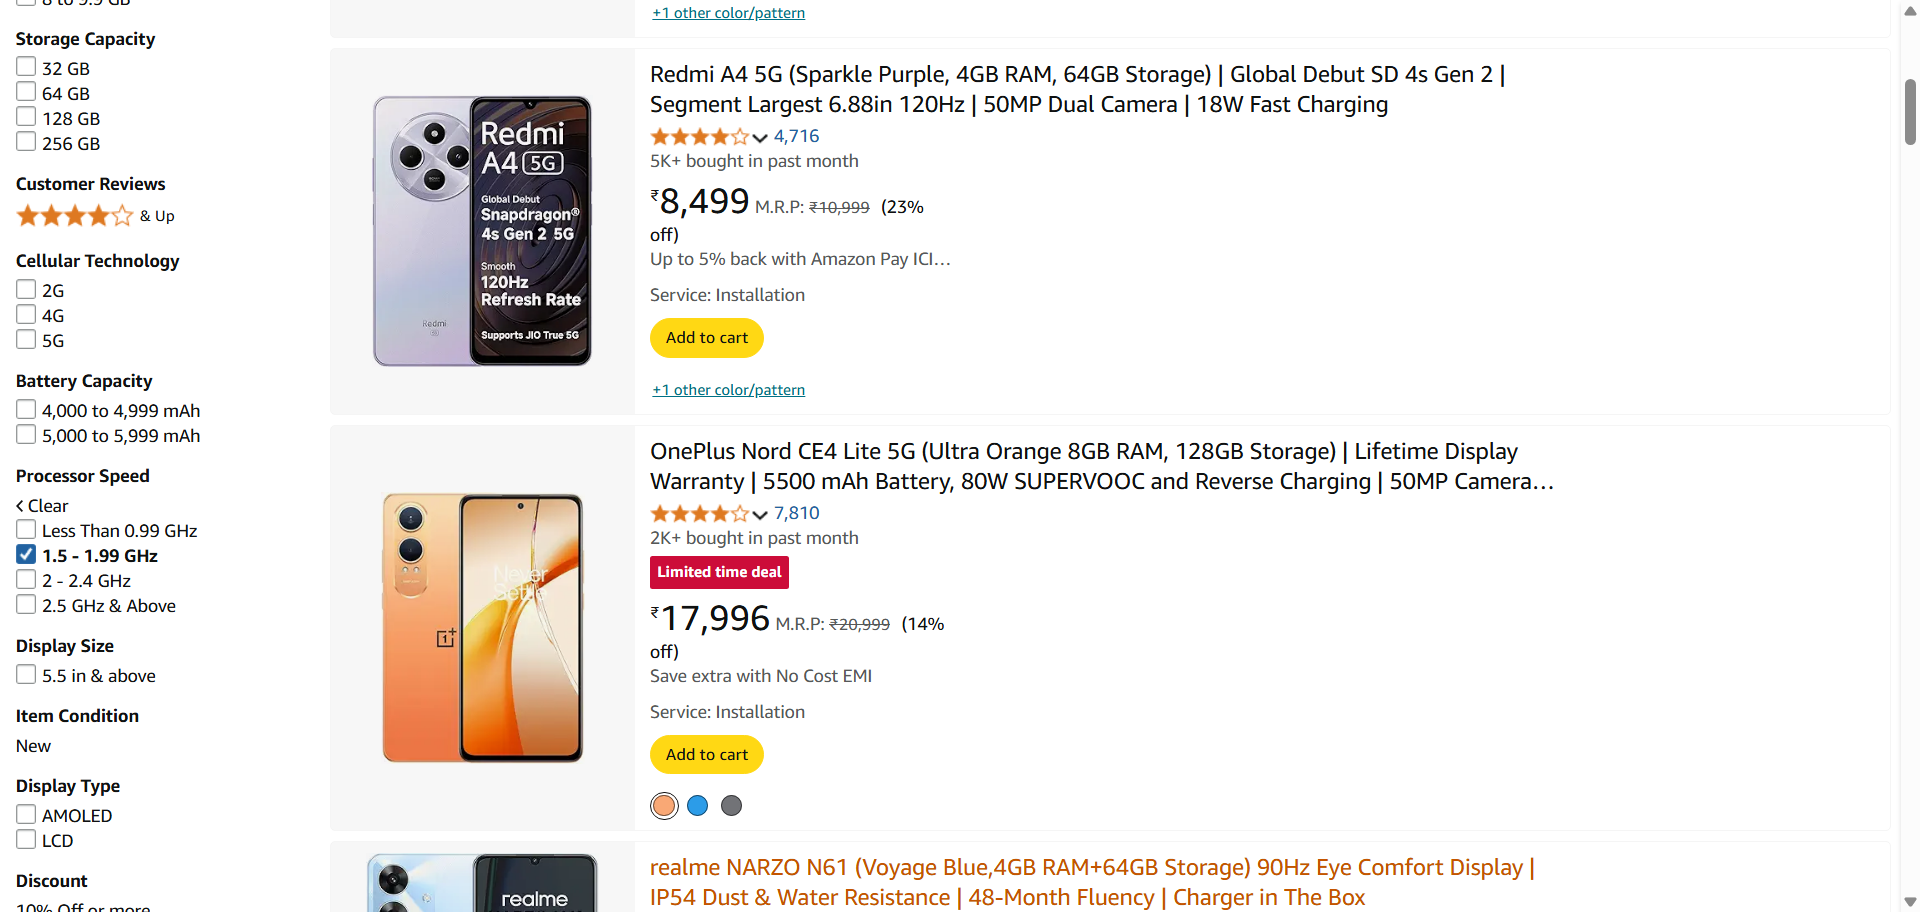 8 to 9.9 GB
Storage Capacity
32 GB
64 GB
128 GB
256 GB
Customer Reviews
& Up
Cellular Technology
2G
4G
5G
Battery Capacity
4,000 to 4,999 mAh
5,000 to 5,999 mAh
Processor Speed
Clear
Less Than 0.99 GHz
1.5 - 1.99 GHz
2 - 2.4 GHz
2.5 GHz & Above
Display Size
5.5 in & above
Item Condition
New
Display Type
AMOLED
LCD
Discount
10% Off or more
+1 other color/pattern
Redmi
A4 5G
Global Debut
Snapdragon®
4s Gen 2 5G
Smooth
120Hz
Refresh Rate
Supports JIO True 5G
Redmi
Redmi A4 5G (Sparkle Purple, 4GB RAM, 64GB Storage) | Global Debut SD 4s Gen 2 |
Segment Largest 6.88in 120Hz | 50MP Dual Camera | 18W Fast Charging
4,716
5K+ bought in past month
₹8,499 M.R.P: ₹10,999 (23%
off)
Up to 5% back with Amazon Pay ICI…
Service: Installation
Add to cart
+1 other color/pattern
Never
Settle
OnePlus Nord CE4 Lite 5G (Ultra Orange 8GB RAM, 128GB Storage) | Lifetime Display
Warranty | 5500 mAh Battery, 80W SUPERVOOC and Reverse Charging | 50MP Camera…
7,810
2K+ bought in past month
Limited time deal
₹17,996 M.R.P: ₹20,999 (14%
off)
Save extra with No Cost EMI
Service: Installation
Add to cart
realme
realme NARZO N61 (Voyage Blue,4GB RAM+64GB Storage) 90Hz Eye Comfort Display |
IP54 Dust & Water Resistance | 48-Month Fluency | Charger in The Box